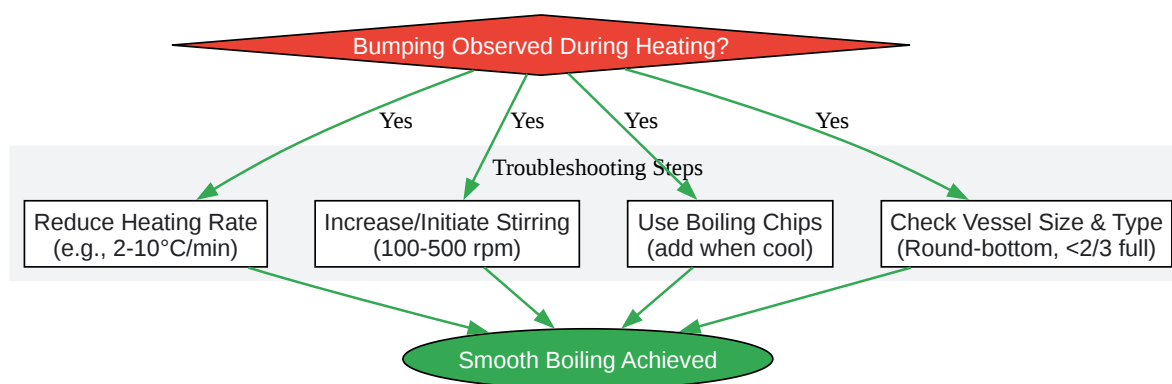 Bumping Observed During Heating?
Yes
Yes
Yes
Yes
Troubleshooting Steps
Reduce Heating Rate
(e.g., 2-10°C/min)
Increase/Initiate Stirring
(100-500 rpm)
Use Boiling Chips
(add when cool)
Check Vessel Size & Type
(Round-bottom, <2/3 full)
Smooth Boiling Achieved